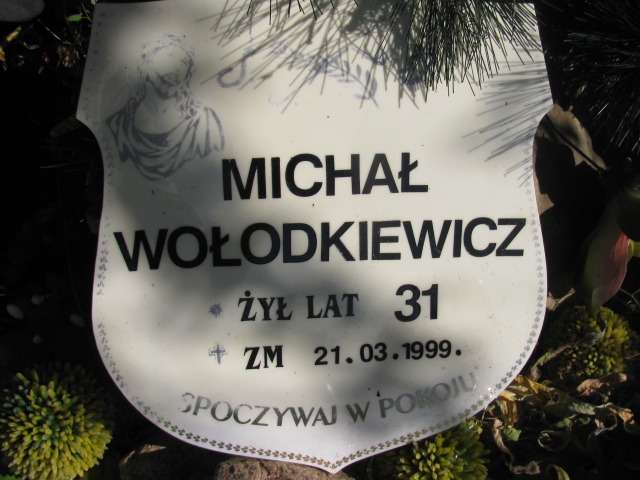 MICHAŁ
WOŁODKIEWICZ
ŻYŁ LAT 31
ZM 21.03.1999.
SPOCZYWAJ W POKOJU